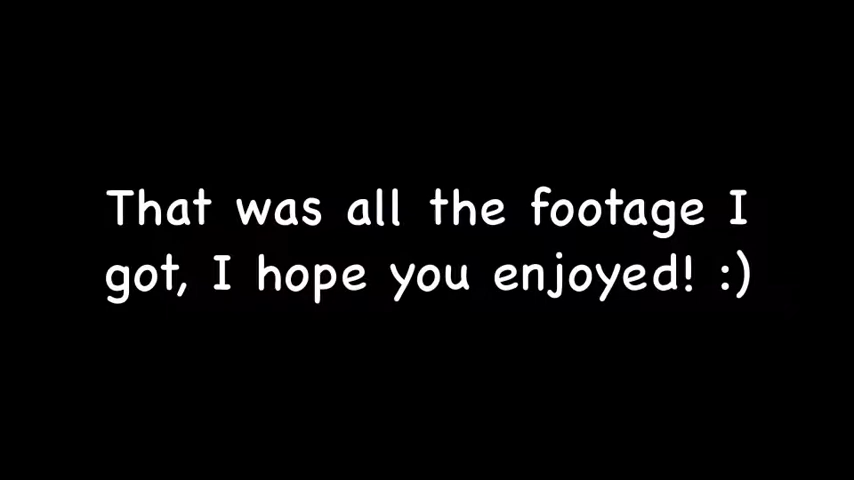 That was all the footage I
got, I hope you enjoyed! :)